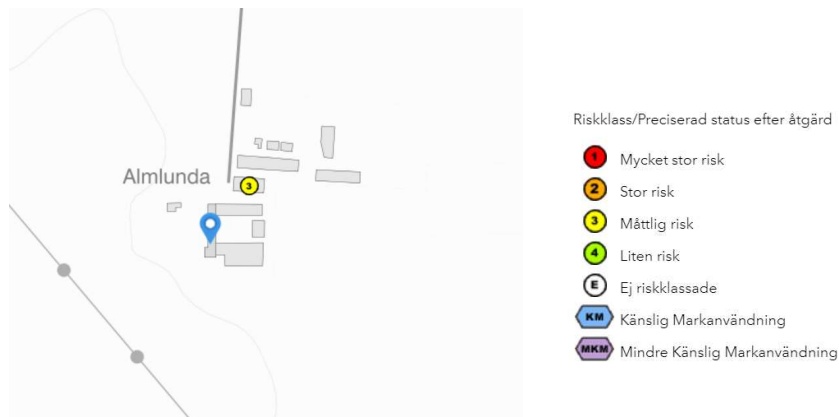 Almlunda
3
Riskklass/Preciserad status efter åtgärd
1 Mycket stor risk
2 Stor risk
3 Måttlig risk
4 Liten risk
E Ej riskklassade
KM Känslig Markanvändning
MKM Mindre Känslig Markanvändning